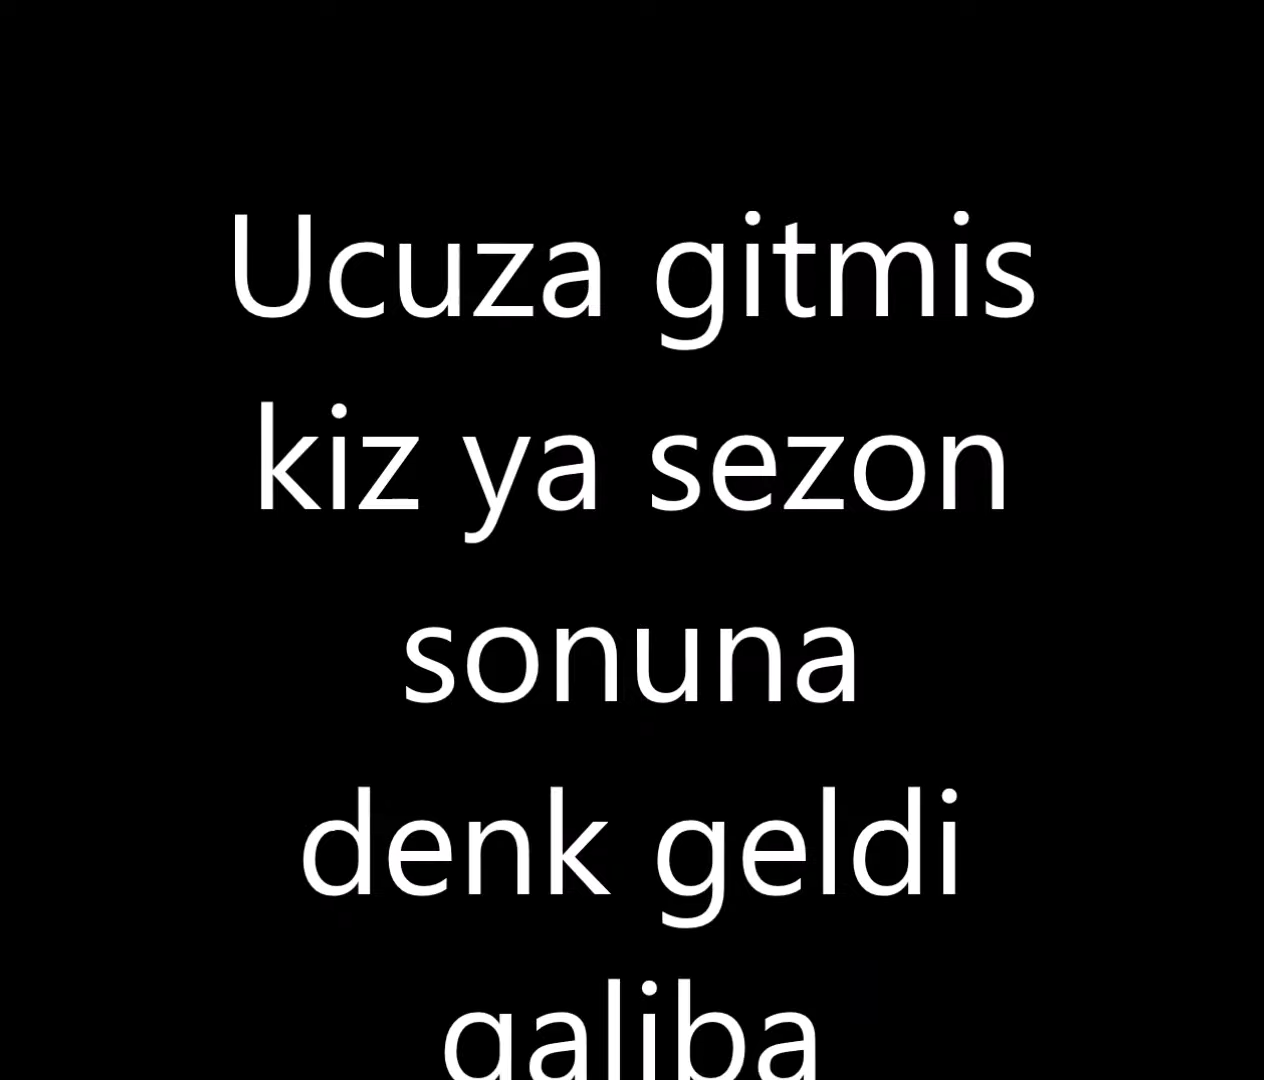 Ucuza gitmis
kiz ya sezon
sonuna
denk geldi
galiba